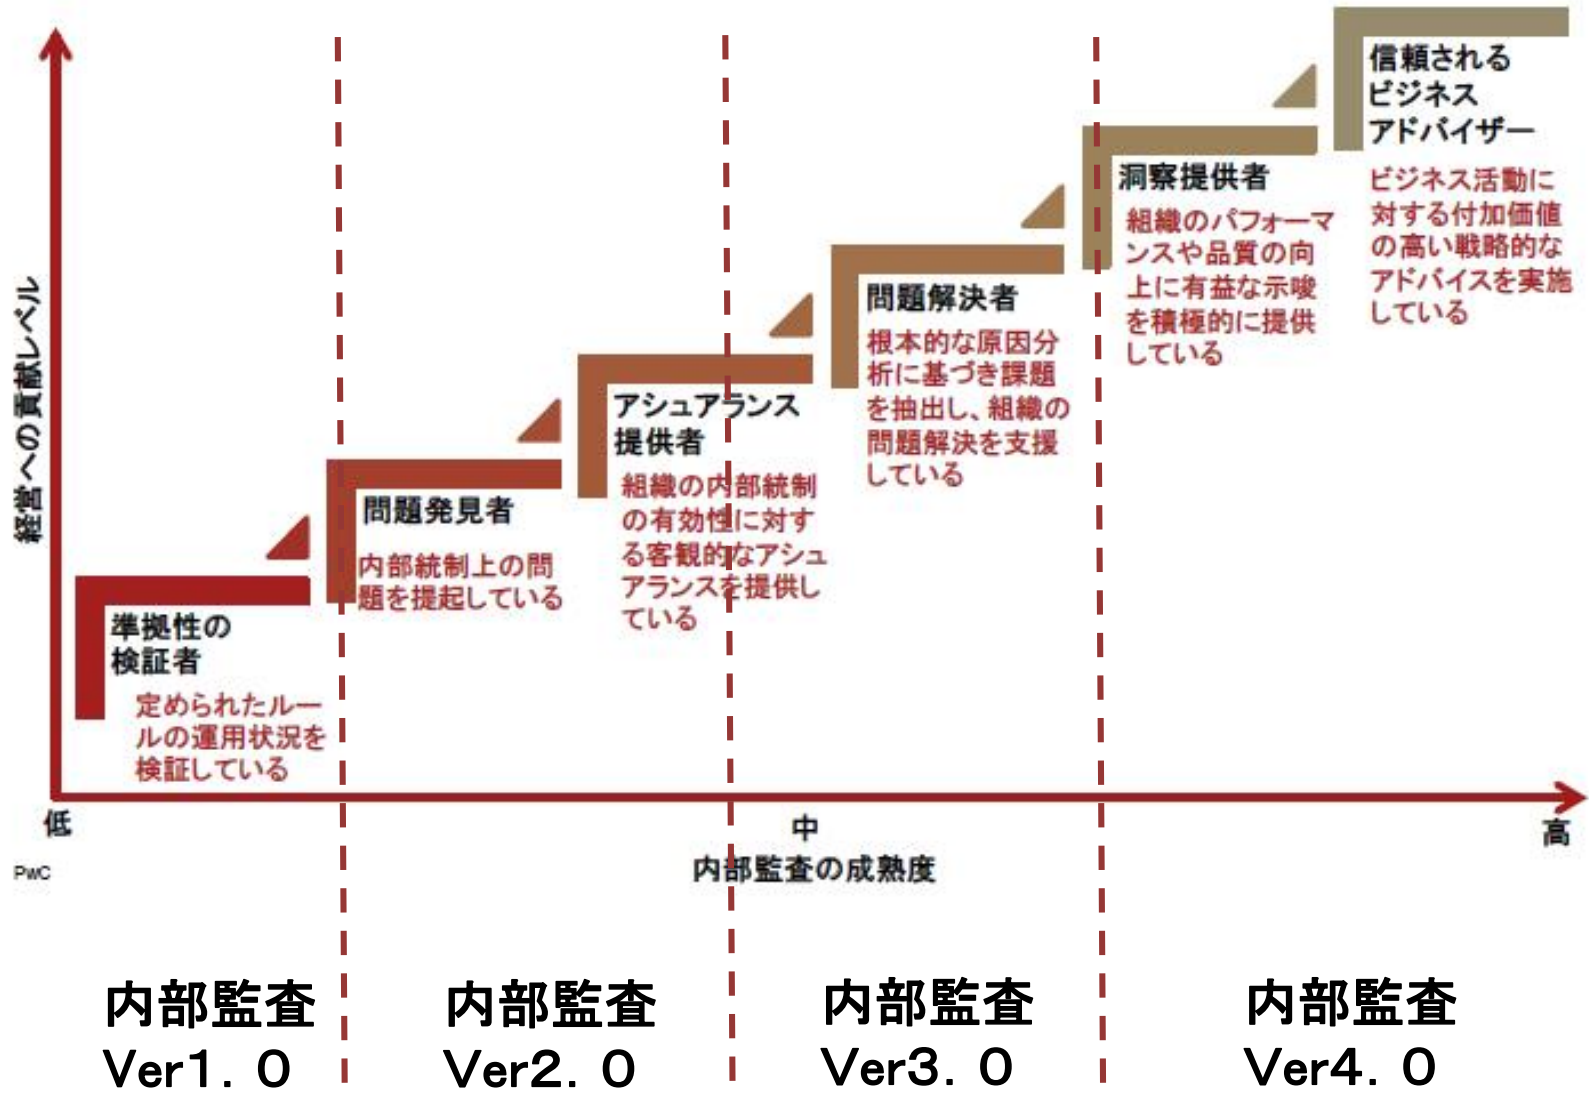 経営への貢献レベル
信頼される
ビジネス
アドバイザー
ビジネス活動に
対する付加価値
の高い戦略的な
アドバイスを実施
している
洞察提供者
組織のパフォーマ
ンスや品質の向
上に有益な示唆
を積極的に提供
している
問題解決者
根本的な原因分
析に基づき課題
を抽出し、組織の
問題解決を支援
している
アシュアランス
提供者
組織の内部統制
の有効性に対す
る客観的なアシュ
アランスを提供し
ている
問題発見者
内部統制上の問
題を提起している
準拠性の
検証者
定められたルー
ルの運用状況を
検証している
低
中
高
内部監査の成熟度
PwC
内部監査
Ver1.0
内部監査
Ver2.0
内部監査
Ver3.0
内部監査
Ver4.0